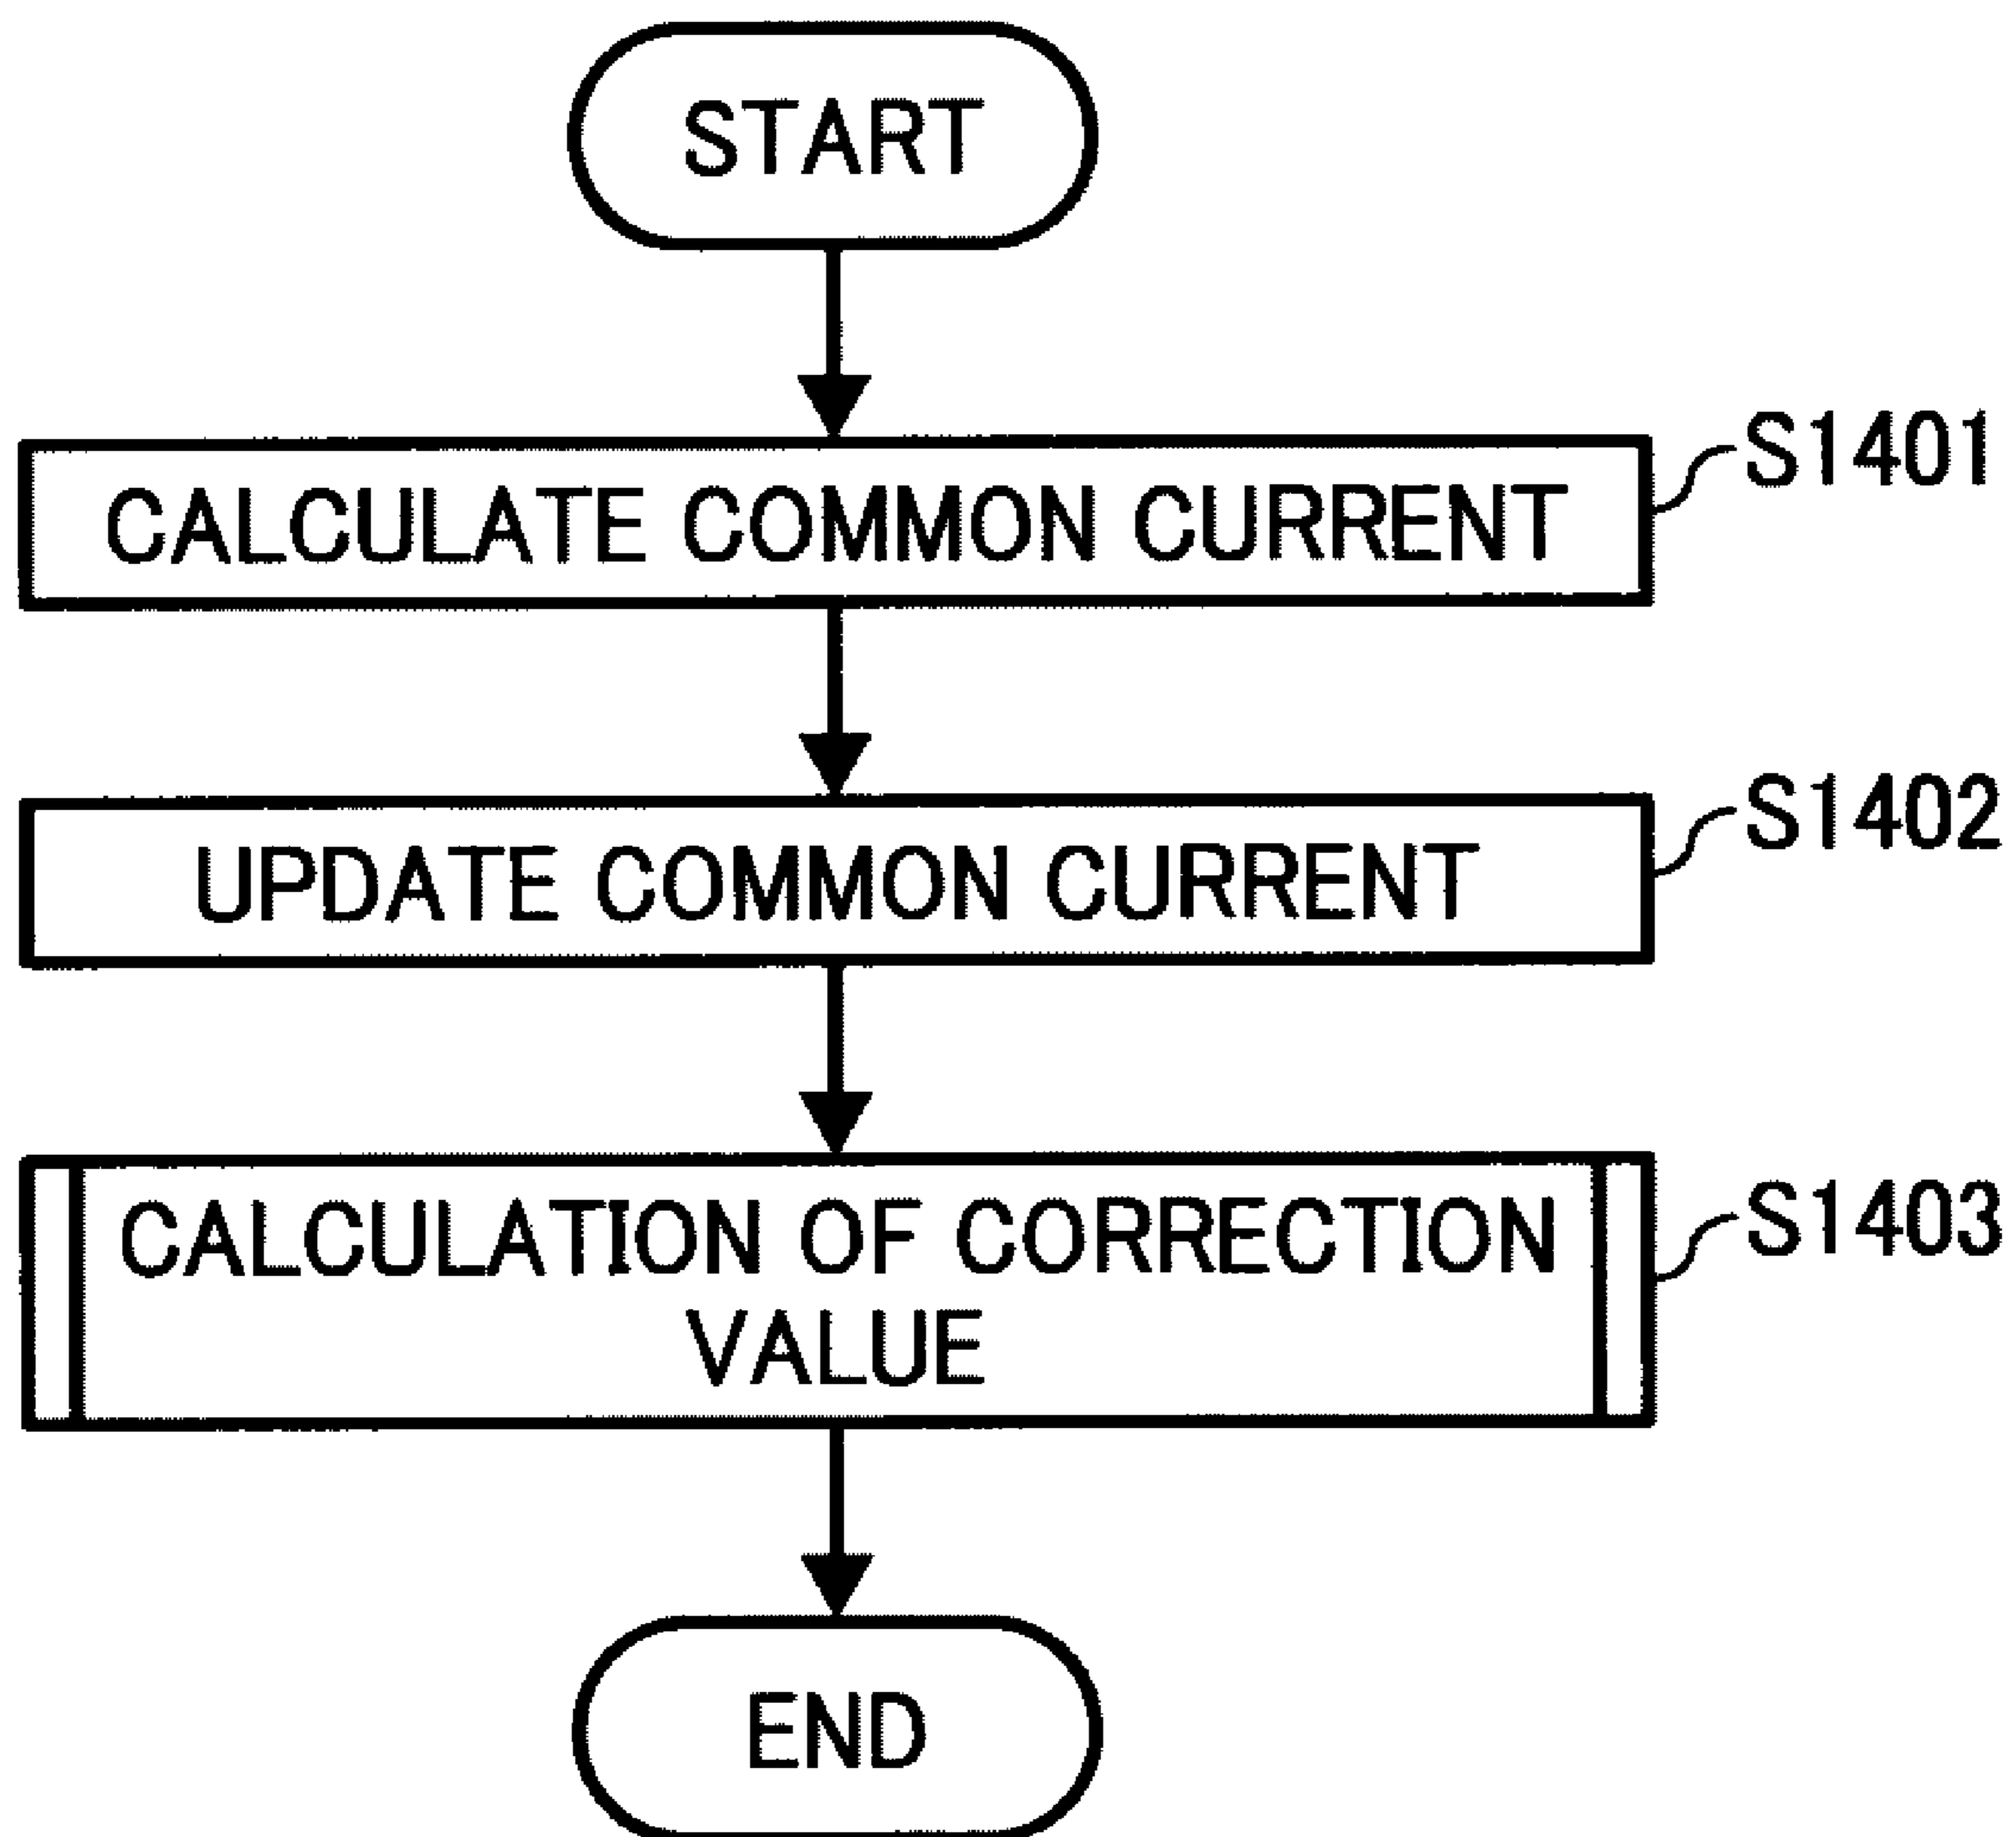 START
CALCULATE COMMON CURRENT
S1401
UPDATE COMMON CURRENT
S1402
CALCULATION OF CORRECTION
VALUE
S1403
END